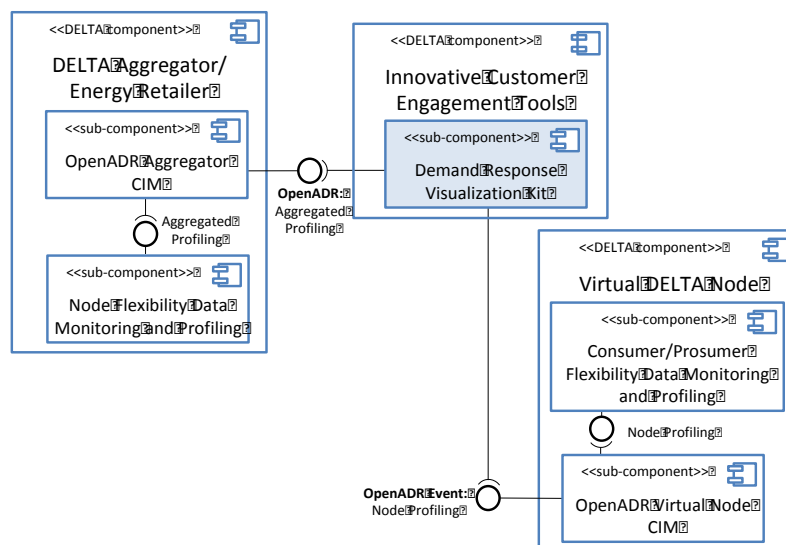 <<DELTA component>>
DELTA Aggregator/
Energy Retailer
<<sub-component>>
OpenADR Aggregator
CIM
Aggregated
Profiling
<<sub-component>>
Node Flexibility Data
Monitoring and Profiling
OpenADR:
Aggregated
Profiling
<<DELTA component>>
Innovative Customer
Engagement Tools
<<sub-component>>
Demand Response
Visualization Kit
<<DELTA component>>
Virtual DELTA Node
<<sub-component>>
Consumer/Prosumer
Flexibility Data Monitoring
and Profiling
Node Profiling
<<sub-component>>
OpenADR Virtual Node
CIM
OpenADR Event:
Node Profiling